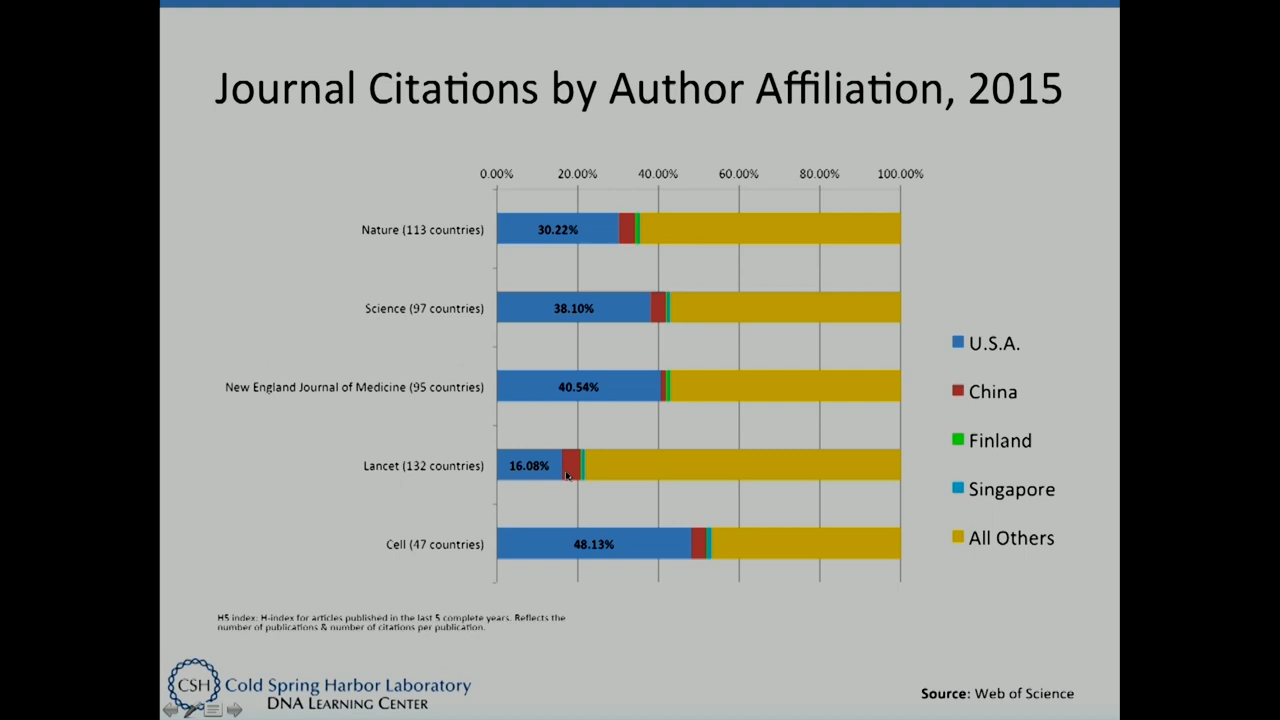 Journal Citations by Author Affiliation, 2015
0.00% 20.00% 40.00% 60.00% 80.00% 100.00%
Nature (113 countries) 30.22%
Science (97 countries) 38.10%
New England Journal of Medicine (95 countries) 40.54%
Lancet (132 countries) 16.08%
Cell (47 countries) 48.13%
U.S.A.
China
Finland
Singapore
All Others
H5 index: H-index for articles published in the last 5 complete years. Reflects the
number of publications & number of citations per publication.
CSH Cold Spring Harbor Laboratory
DNA LEARNING CENTER
Source: Web of Science